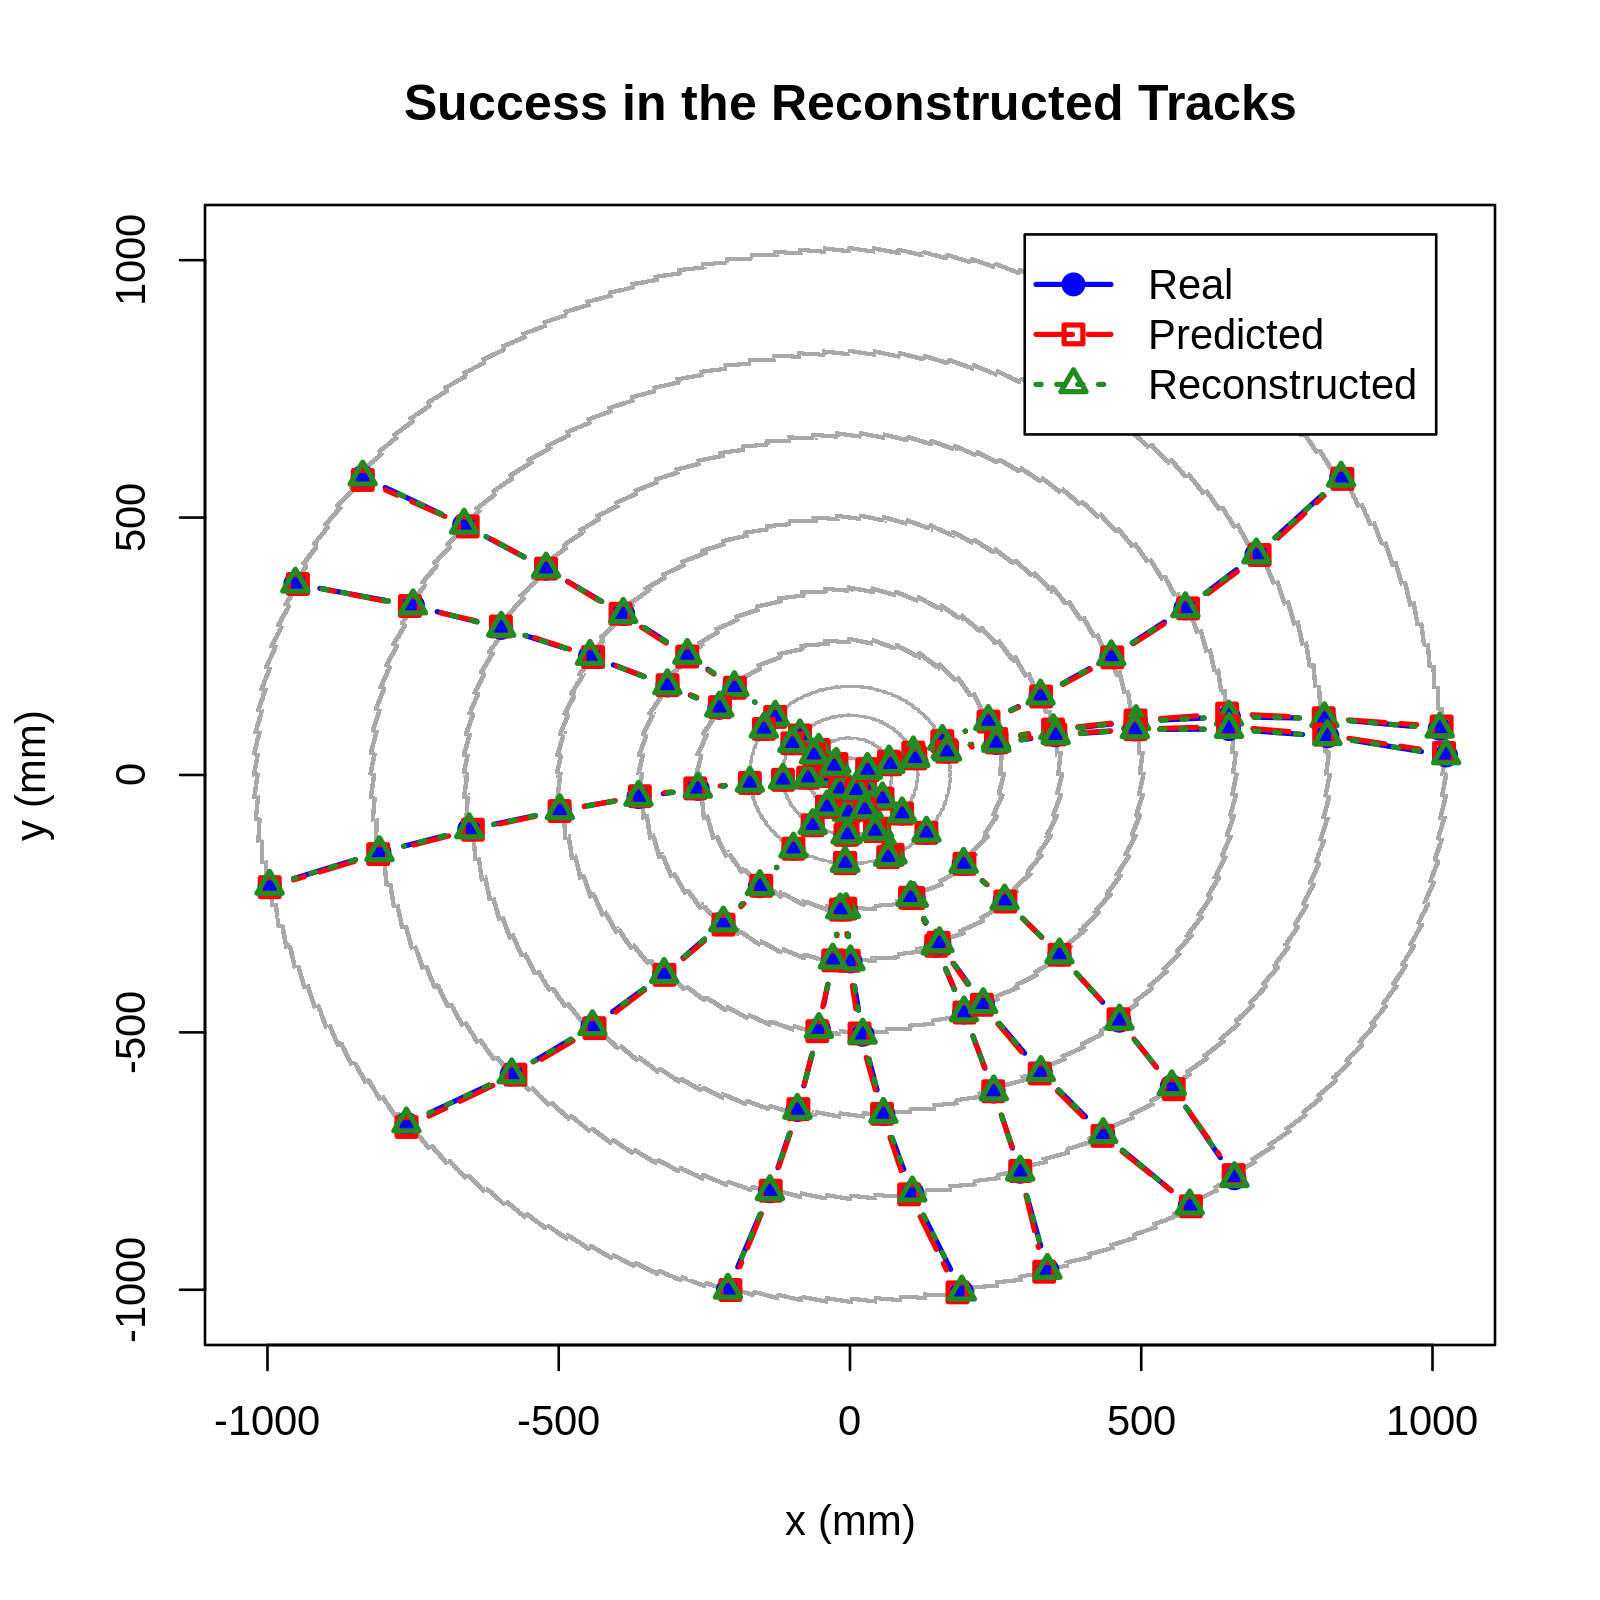 Success in the Reconstructed Tracks
Real
Predicted
Reconstructed
1000
500
0
-500
-1000
y (mm)
-1000
-500
0
500
1000
x (mm)